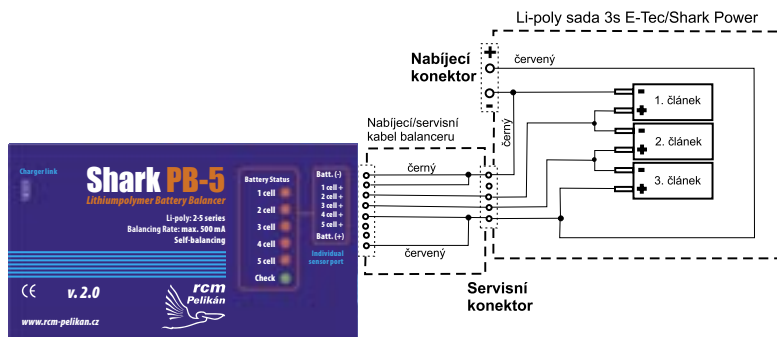 Li-poly sada 3s E-Tec/Shark Power
Nabíjecí
konektor
+
-
červený
černý
- 1. článek
+
- 2. článek
+
- 3. článek
+
Nabíjecí/servisní
kabel balanceru
černý
červený
Servisní
konektor
Charger link
Shark PB-5
Lithiumpolymer Battery Balancer
Li-poly: 2-5 series
Balancing Rate: max. 500 mA
Self-balancing
Battery Status
1 cell
2 cell
3 cell
4 cell
5 cell
Check
Batt. (-)
1 cell +
2 cell +
3 cell +
4 cell +
5 cell +
Batt. (+)
Individual
sensor port
CE v. 2.0
rcm
Pelikán
www.rcm-pelikan.cz